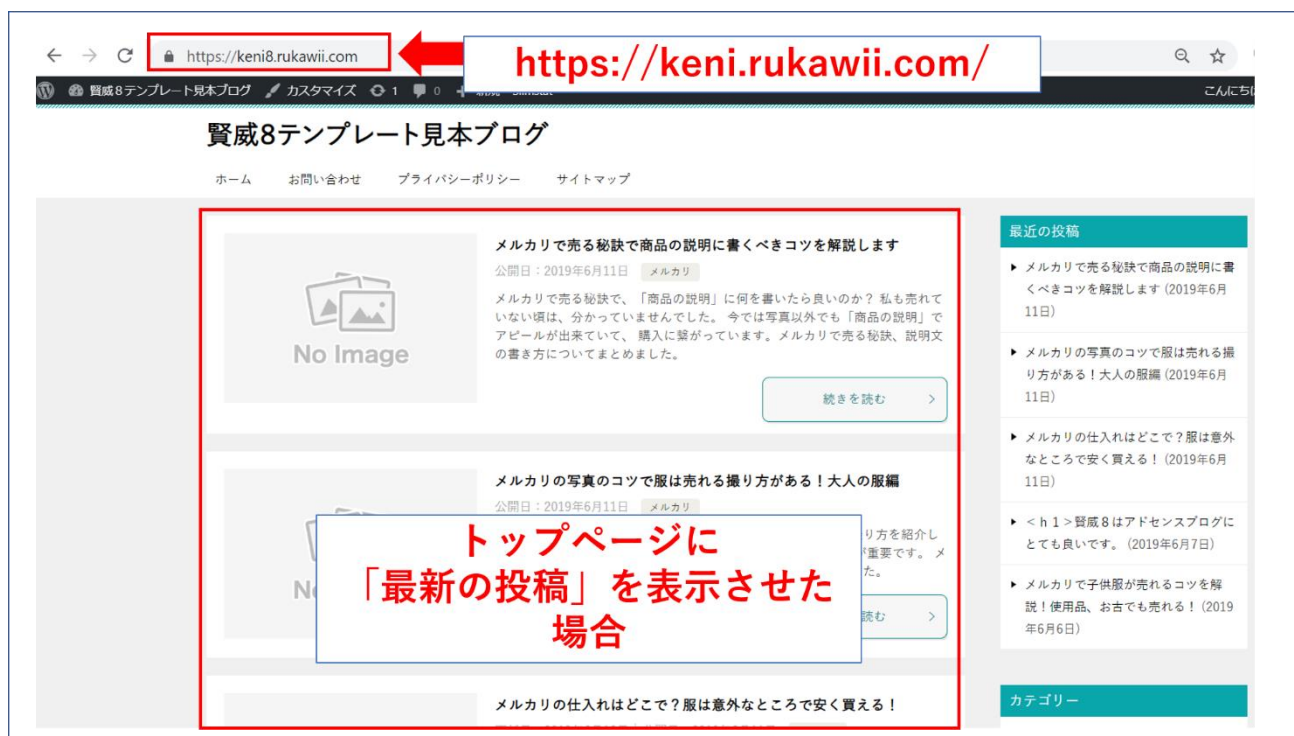 https://keni8.rukawii.com
https://keni.rukawii.com/
賢威8テンプレート見本ブログ カスタマイズ 1 0
こんにちは
賢威8テンプレート見本ブログ
ホーム お問い合わせ プライバシーポリシー サイトマップ
メルカリで売る秘訣で商品の説明に書くべきコツを解説します
公開日:2019年6月11日 メルカリ
メルカリで売る秘訣で、「商品の説明」に何を書いたら良いのか? 私も売れて
いない頃は、分かっていませんでした。 今では写真以外でも「商品の説明」で
アピールが出来ていて、 購入に繋がっています。メルカリで売る秘訣、説明文
の書き方についてまとめました。
No Image
続きを読む
メルカリの写真のコツで服は売れる撮り方がある!大人の服編
公開日:2019年6月11日 メルカリ
り方を紹介し
重要です。 メ
た。
読む
トップページに
「最新の投稿」を表示させた
場合
メルカリの仕入れはどこで?服は意外なところで安く買える!
最近の投稿
メルカリで売る秘訣で商品の説明に書
くべきコツを解説します (2019年6月
11日)
メルカリの写真のコツで服は売れる撮
り方がある!大人の服編 (2019年6月
11日)
メルカリの仕入れはどこで?服は意外
なところで安く買える! (2019年6月
11日)
<h1>賢威8はアドセンスブログに
とても良いです。 (2019年6月7日)
メルカリで子供服が売れるコツを解
説!使用品、お古でも売れる! (2019
年6月6日)
カテゴリー